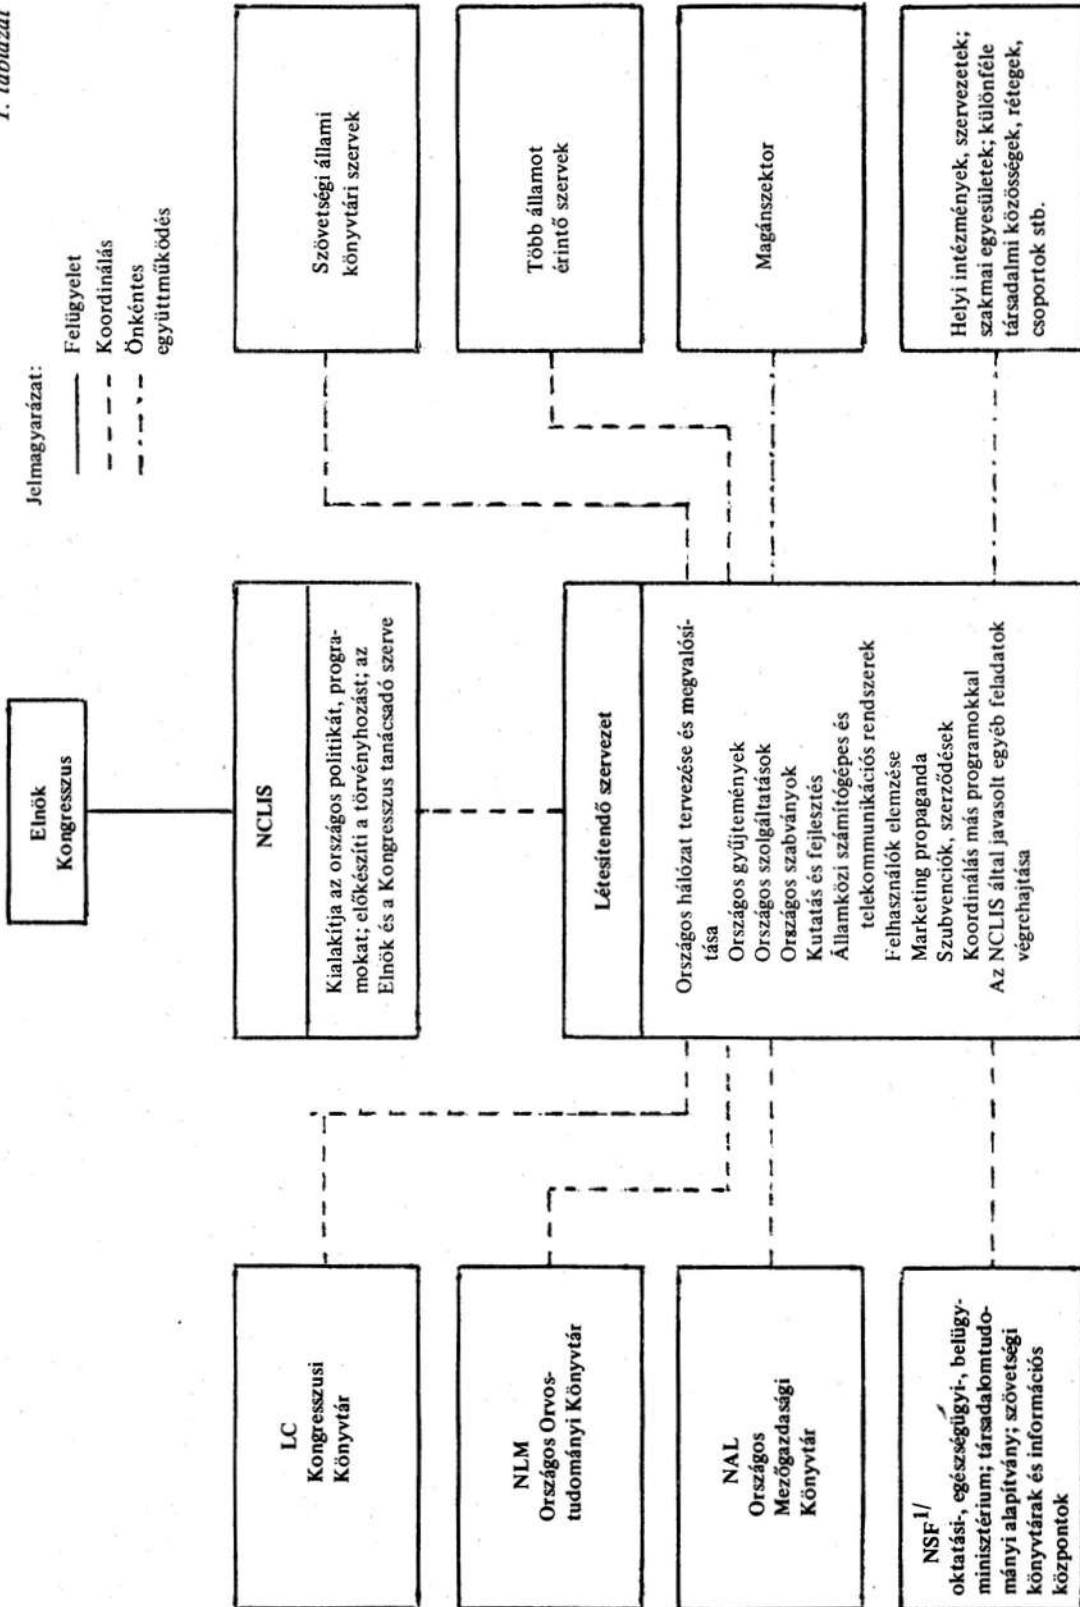 1. táblázat
Jelmagyarázat:
Felügyelet
Koordinálás
Önkéntes
együttműködés
Elnök
Kongresszus
NCLIS
Kialakítja az országos politikát, progra-
mokat; előkészíti a törvényhozást; az
Elnök és a Kongresszus tanácsadó szerve
Létesítendő szervezet
Országos hálózat tervezése és megvalósí-
tása
Országos gyűjtemények
Országos szolgáltatások
Országos szabványok
Kutatás és fejlesztés
Államközi számítógépes és
telekommunikációs rendszerek
Felhasználók elemzése
Marketing propaganda
Szubvenciók, szerződések
Koordinálás más programokkal
Az NCLIS által javasolt egyéb feladatok
végrehajtása
LC
Kongresszusi
Könyvtár
NLM
Országos Orvos-
tudományi Könyvtár
NAL
Országos
Mezőgazdasági
Könyvtár
NSF1/
oktatási-, egészségügyi-, belügy-
minisztérium; társadalomtudo-
mányi alapítvány; szövetségi
könyvtárak és információs
központok
Szövetségi állami
könyvtári szervek
Több államot
érintő szervek
Magánszektor
Helyi intézmények, szervezetek;
szakmai egyesületek; különféle
társadalmi közösségek, rétegek,
csoportok stb.